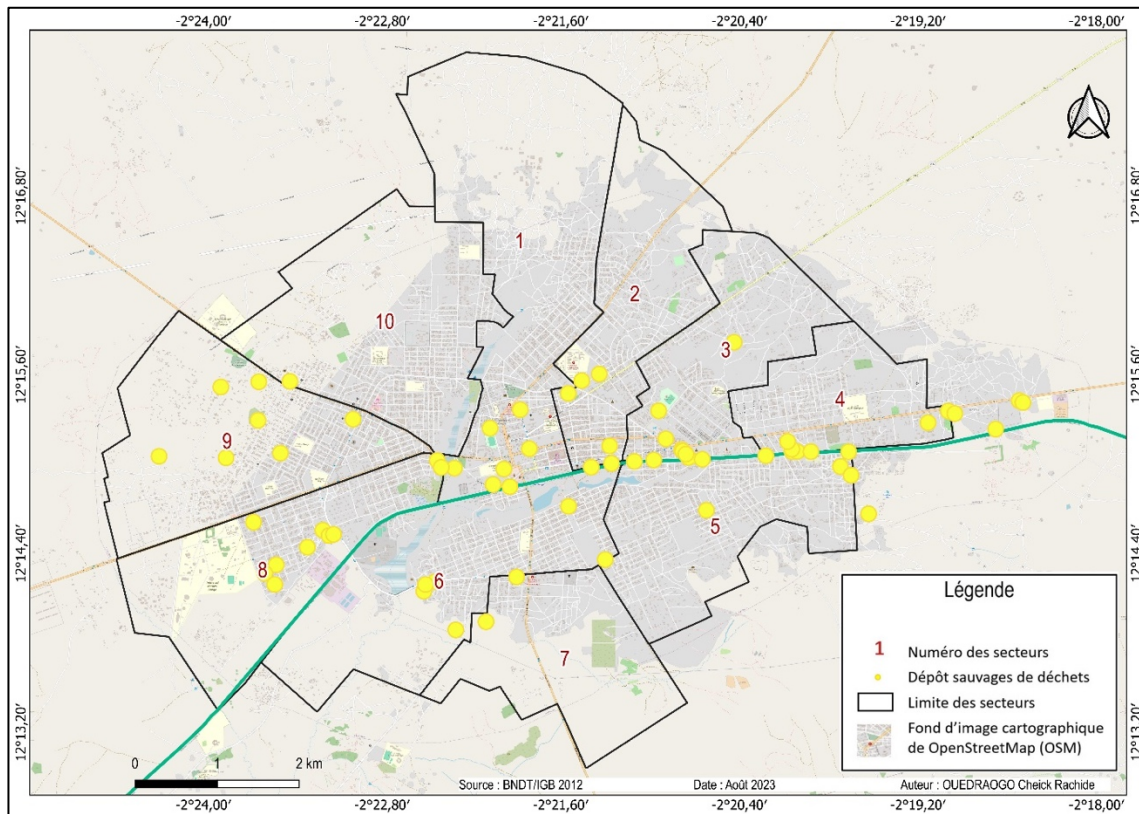 -2°24,00′ -2°22,80′ -2°21,60′ -2°20,40′ -2°19,20′ -2°18,00′
12°16,80′ 12°16,80′
1
2
10
3
12°15,60′ 12°15,60′
4
9
5
12°14,40′ 12°14,40′
8
6
7
Légende
1 Numéro des secteurs
Dépôt sauvages de déchets
Limite des secteurs
Fond d'image cartographique
de OpenStreetMap (OSM)
12°13,20′ 12°13,20′
0 1 2 km
Source : BNDT/IGB 2012 Date : Août 2023 Auteur : OUEDRAOGO Cheick Rachide
-2°24,00′ -2°22,80′ -2°21,60′ -2°20,40′ -2°19,20′ -2°18,00′